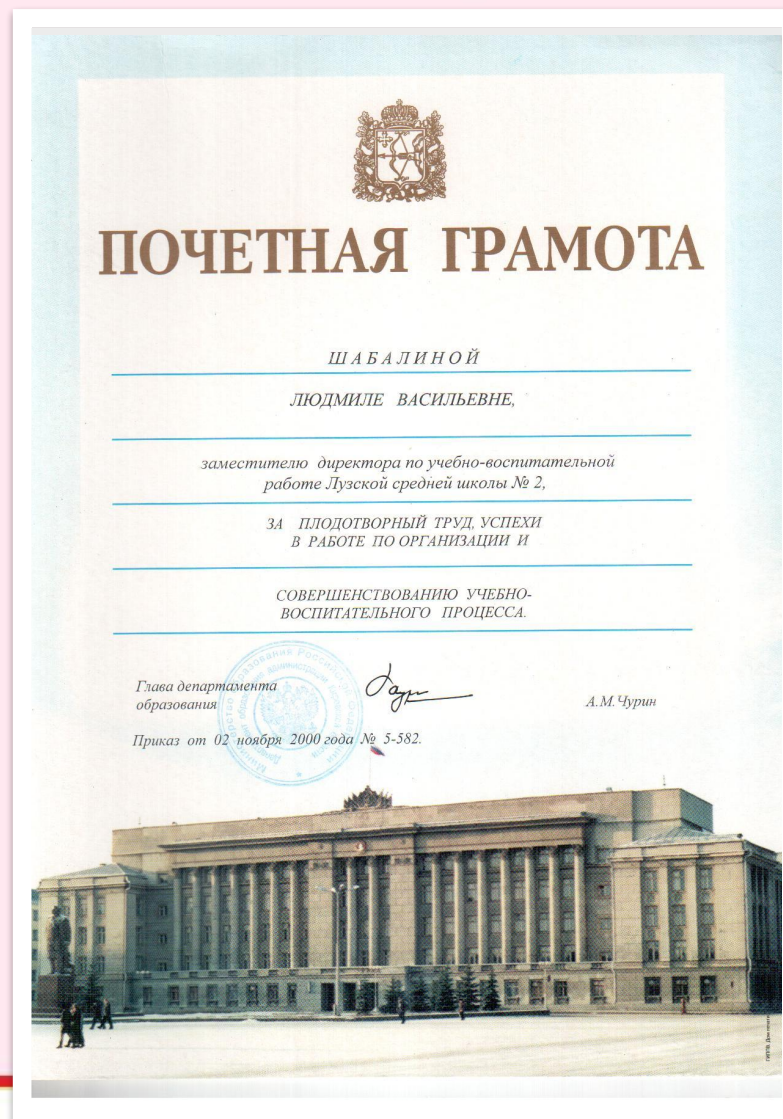 ПОЧЕТНАЯ ГРАМОТА
ШАБАЛИНОЙ
ЛЮДМИЛЕ ВАСИЛЬЕВНЕ,
заместителю директора по учебно-воспитательной
работе Лузской средней школы № 2,
ЗА ПЛОДОТВОРНЫЙ ТРУД, УСПЕХИ
В РАБОТЕ ПО ОРГАНИЗАЦИИ И
СОВЕРШЕНСТВОВАНИЮ УЧЕБНО-
ВОСПИТАТЕЛЬНОГО ПРОЦЕССА.
Глава департамента
образования
А.М.Чурин
Приказ от 02 ноября 2000 года № 5-582.